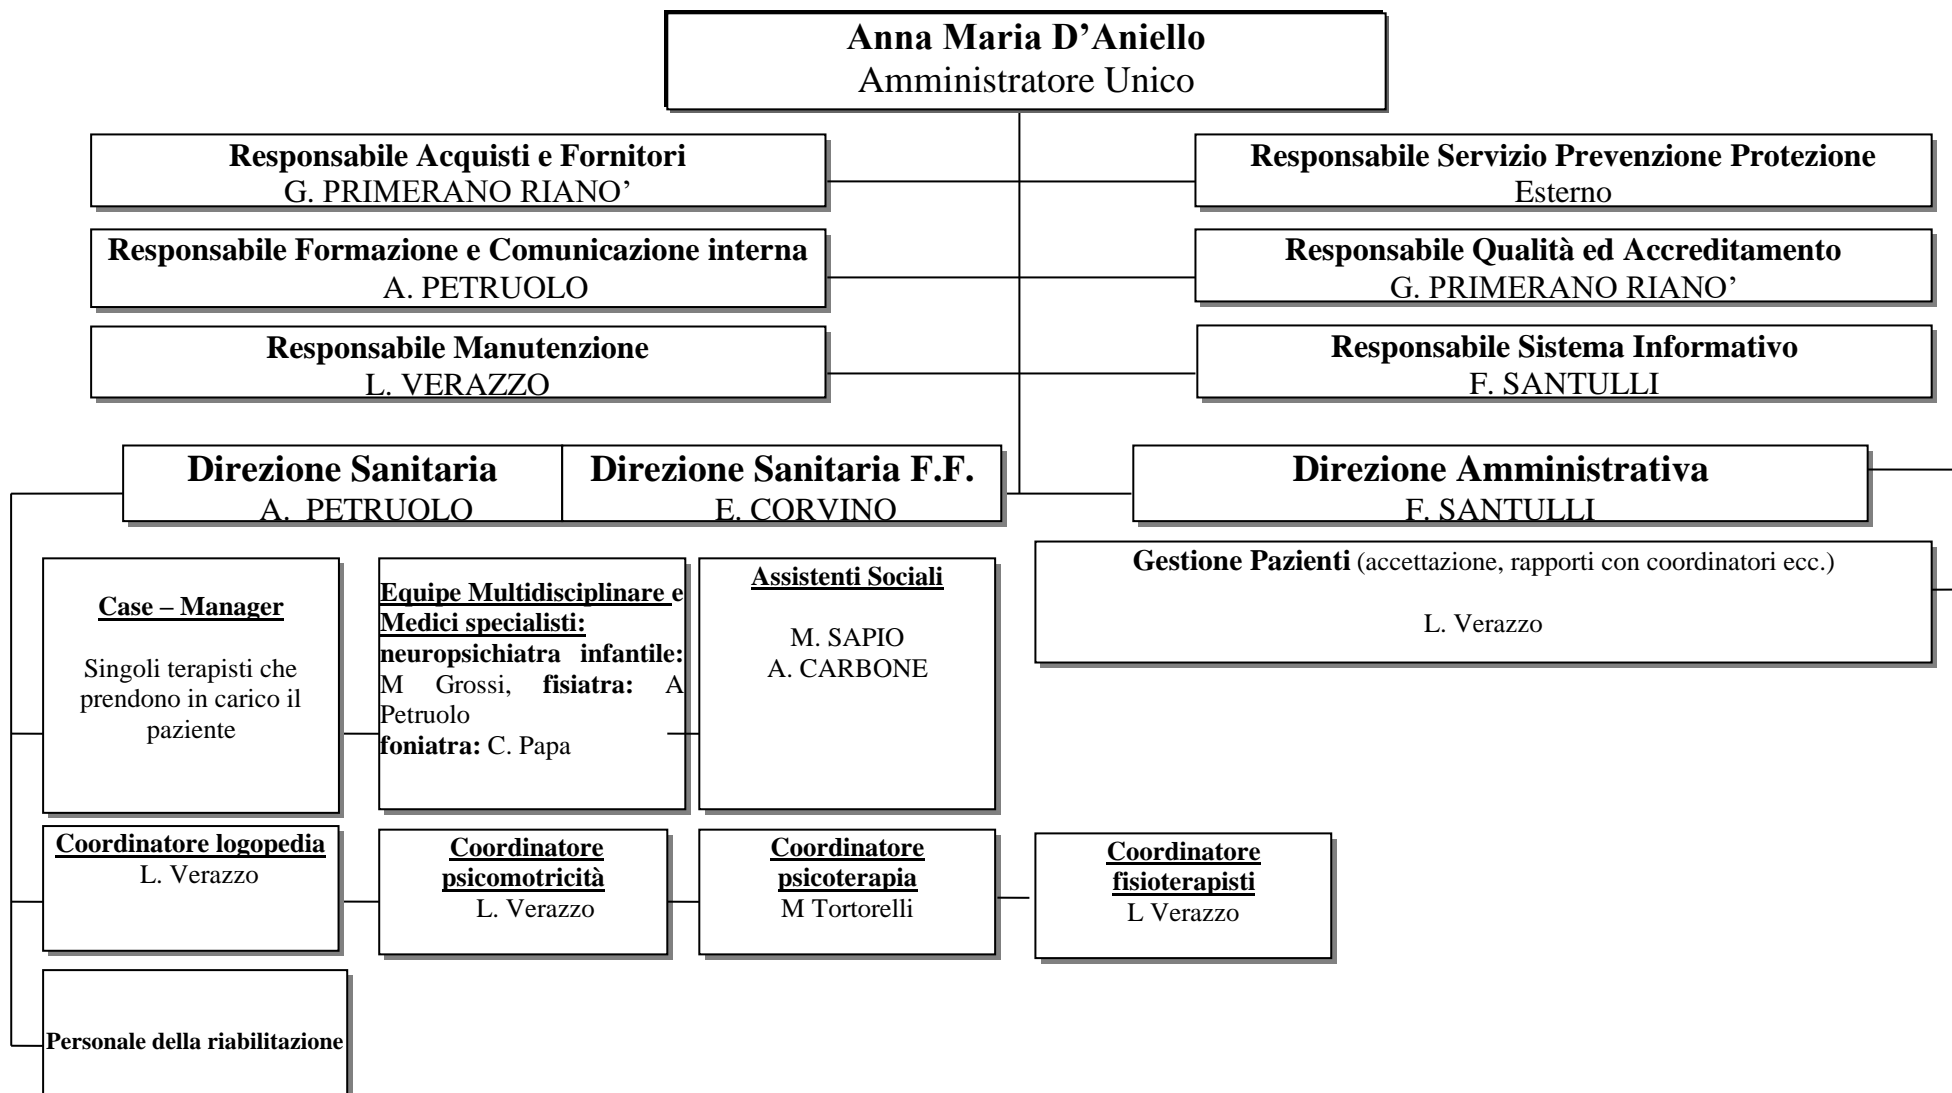 Anna Maria D’Aniello
Amministratore Unico
Responsabile Acquisti e Fornitori
G. PRIMERANO RIANO’
Responsabile Servizio Prevenzione Protezione
Esterno
Responsabile Formazione e Comunicazione interna
A. PETRUOLO
Responsabile Qualità ed Accreditamento
G. PRIMERANO RIANO’
Responsabile Manutenzione
L. VERAZZO
Responsabile Sistema Informativo
F. SANTULLI
Direzione Sanitaria
A. PETRUOLO
Direzione Sanitaria F.F.
E. CORVINO
Direzione Amministrativa
F. SANTULLI
Case – Manager
Singoli terapisti che
prendono in carico il
paziente
Equipe Multidisciplinare e
Medici specialisti:
neuropsichiatra infantile:
M Grossi, fisiatra: A
Petruolo
foniatra: C. Papa
Assistenti Sociali
M. SAPIO
A. CARBONE
Gestione Pazienti (accettazione, rapporti con coordinatori ecc.)
L. Verazzo
Coordinatore logopedia
L. Verazzo
Coordinatore
psicomotricità
L. Verazzo
Coordinatore
psicoterapia
M Tortorelli
Coordinatore
fisioterapisti
L Verazzo
Personale della riabilitazione